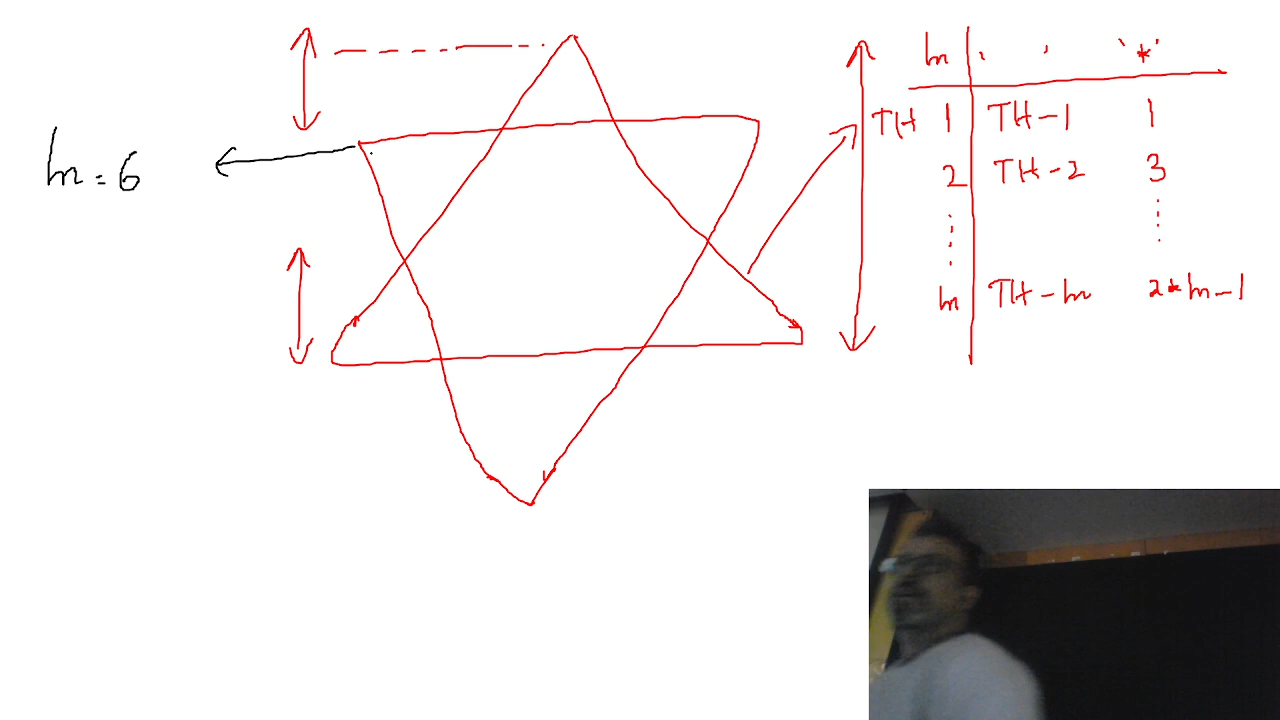 n | ' ' '*'
TH 1 | TH-1 1
n = 6
2 | TH-2 3
n | TH-n 2*n-1